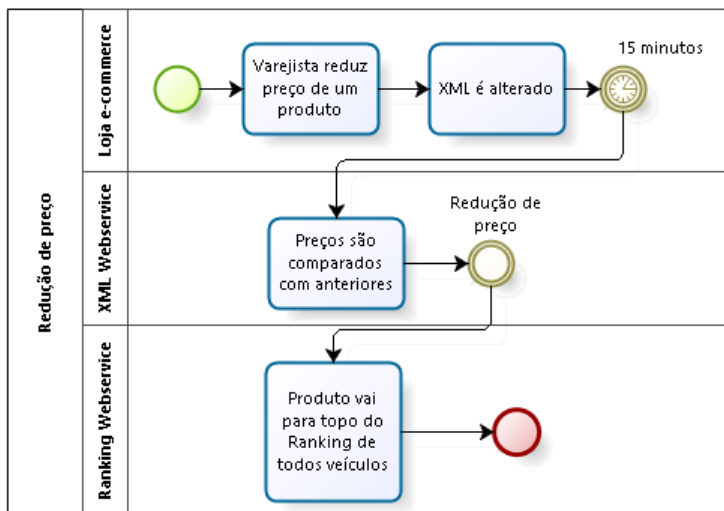 Redução de preço
Loja e-commerce
Varejista reduz
preço de um
produto
XML é alterado
15 minutos
XML Webservice
Preços são
comparados
com anteriores
Redução de
preço
Ranking Webservice
Produto vai
para topo do
Ranking de
todos veículos